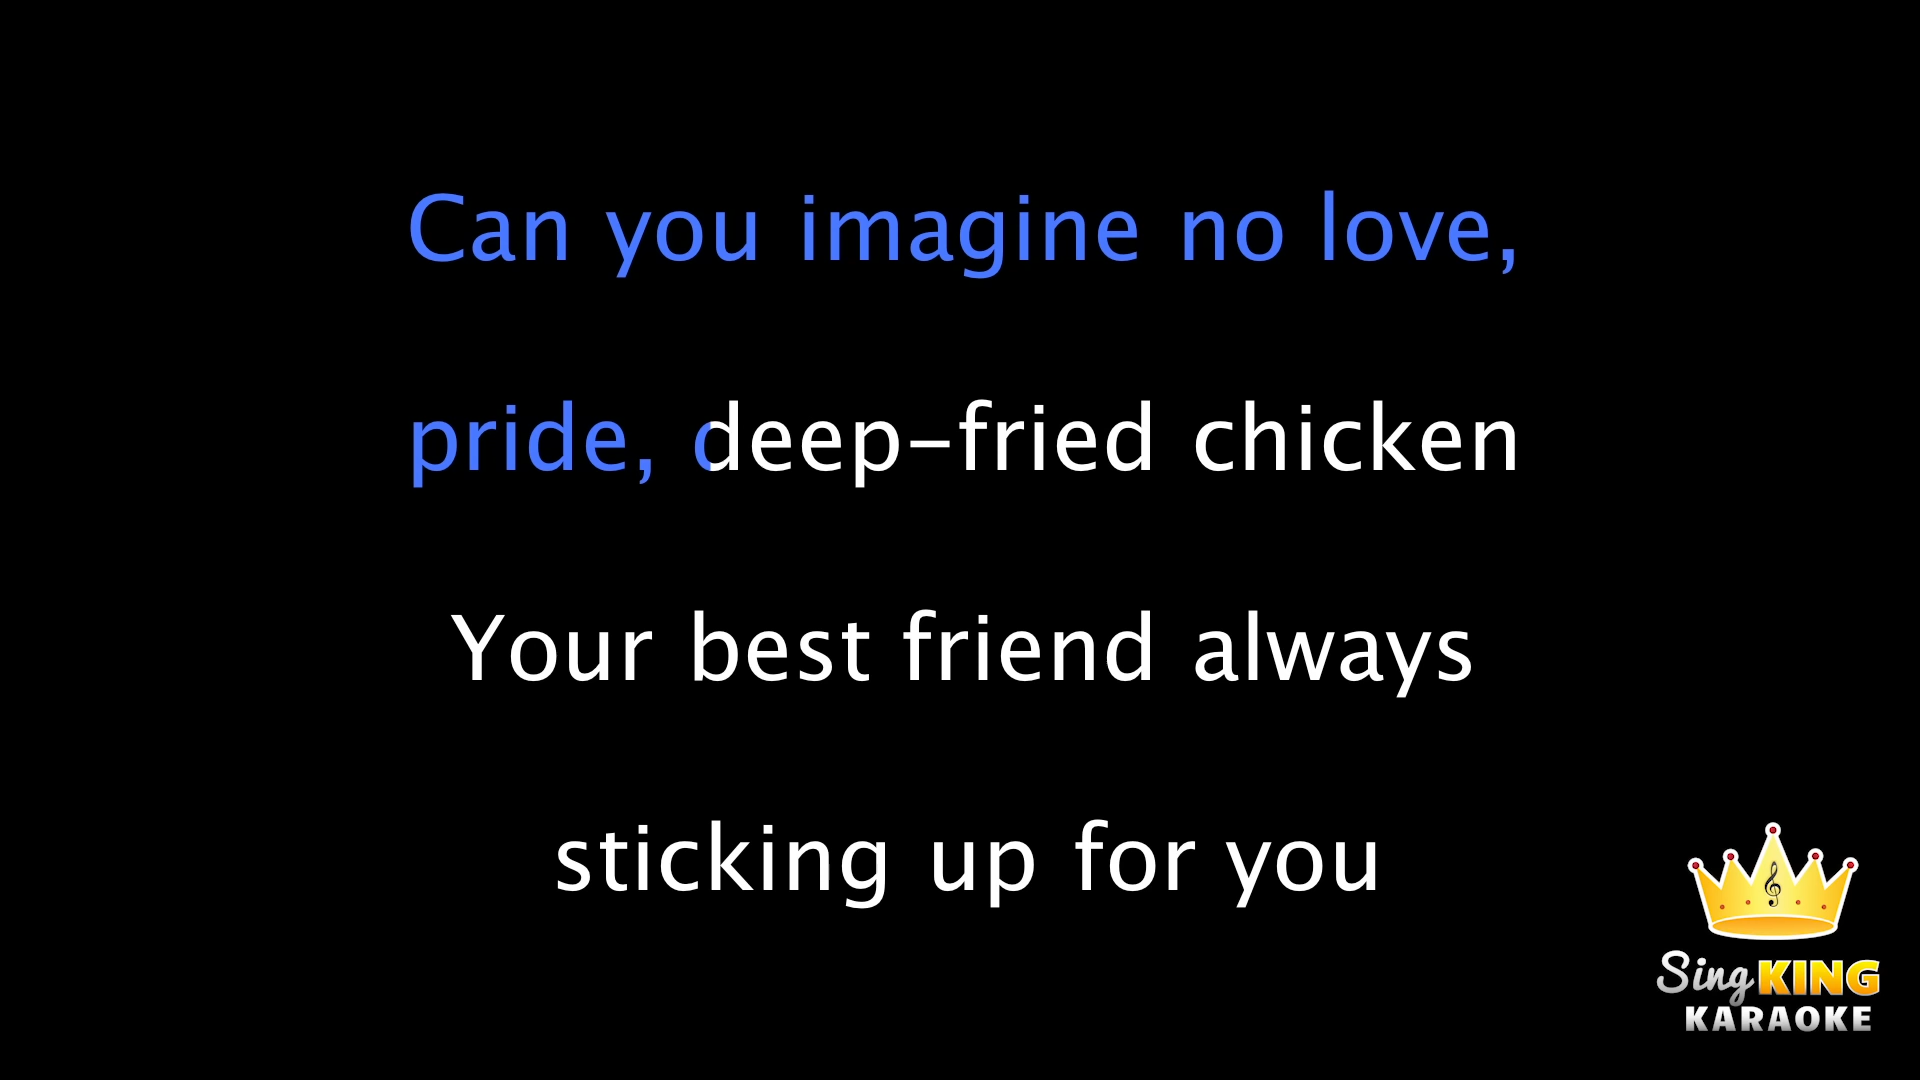 Can you imagine no love,
pride, deep-fried chicken
Your best friend always
sticking up for you
Sing KING
KARAOKE